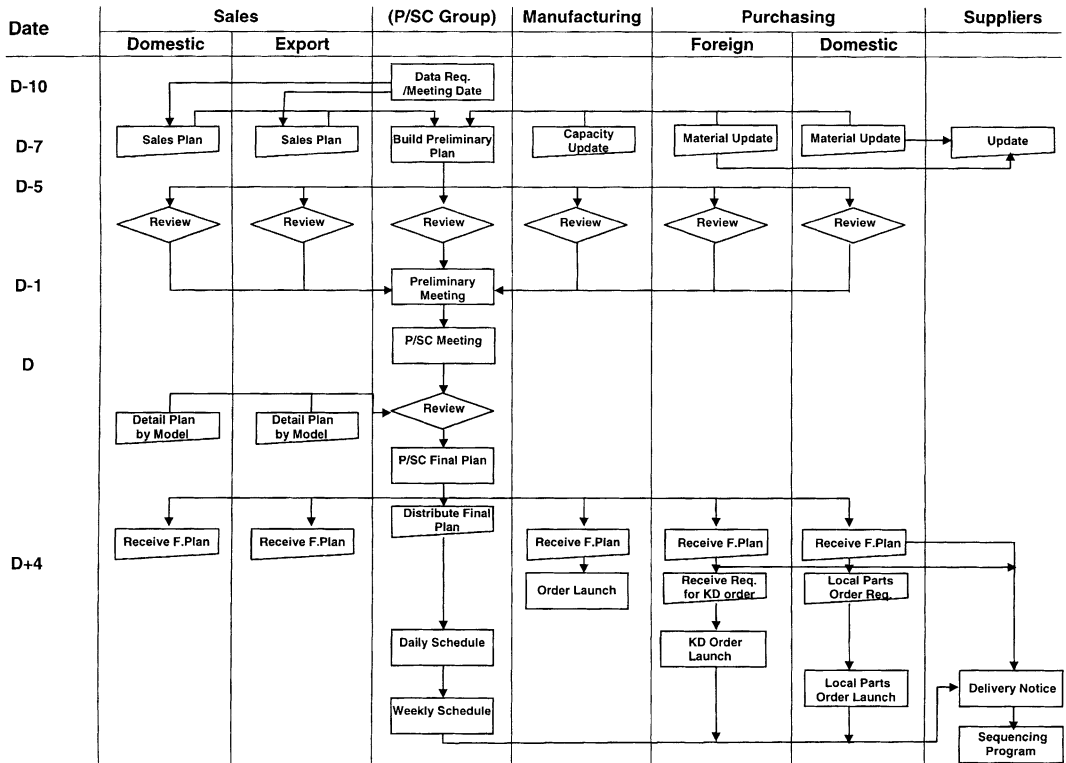 Date
Sales
(P/SC Group)
Manufacturing
Purchasing
Suppliers
Domestic
Export
Foreign
Domestic
D-10
Data Req.
/Meeting Date
D-7
Sales Plan
Sales Plan
Build Preliminary
Plan
Capacity
Update
Material Update
Material Update
Update
D-5
Review
Review
Review
Review
Review
Review
D-1
Preliminary
Meeting
P/SC Meeting
D
Review
Detail Plan
by Model
Detail Plan
by Model
P/SC Final Plan
Distribute Final
Plan
D+4
Receive F.Plan
Receive F.Plan
Receive F.Plan
Receive F.Plan
Receive F.Plan
Order Launch
Receive Req.
for KD order
Local Parts
Order Req.
Daily Schedule
KD Order
Launch
Local Parts
Order Launch
Delivery Notice
Weekly Schedule
Sequencing
Program